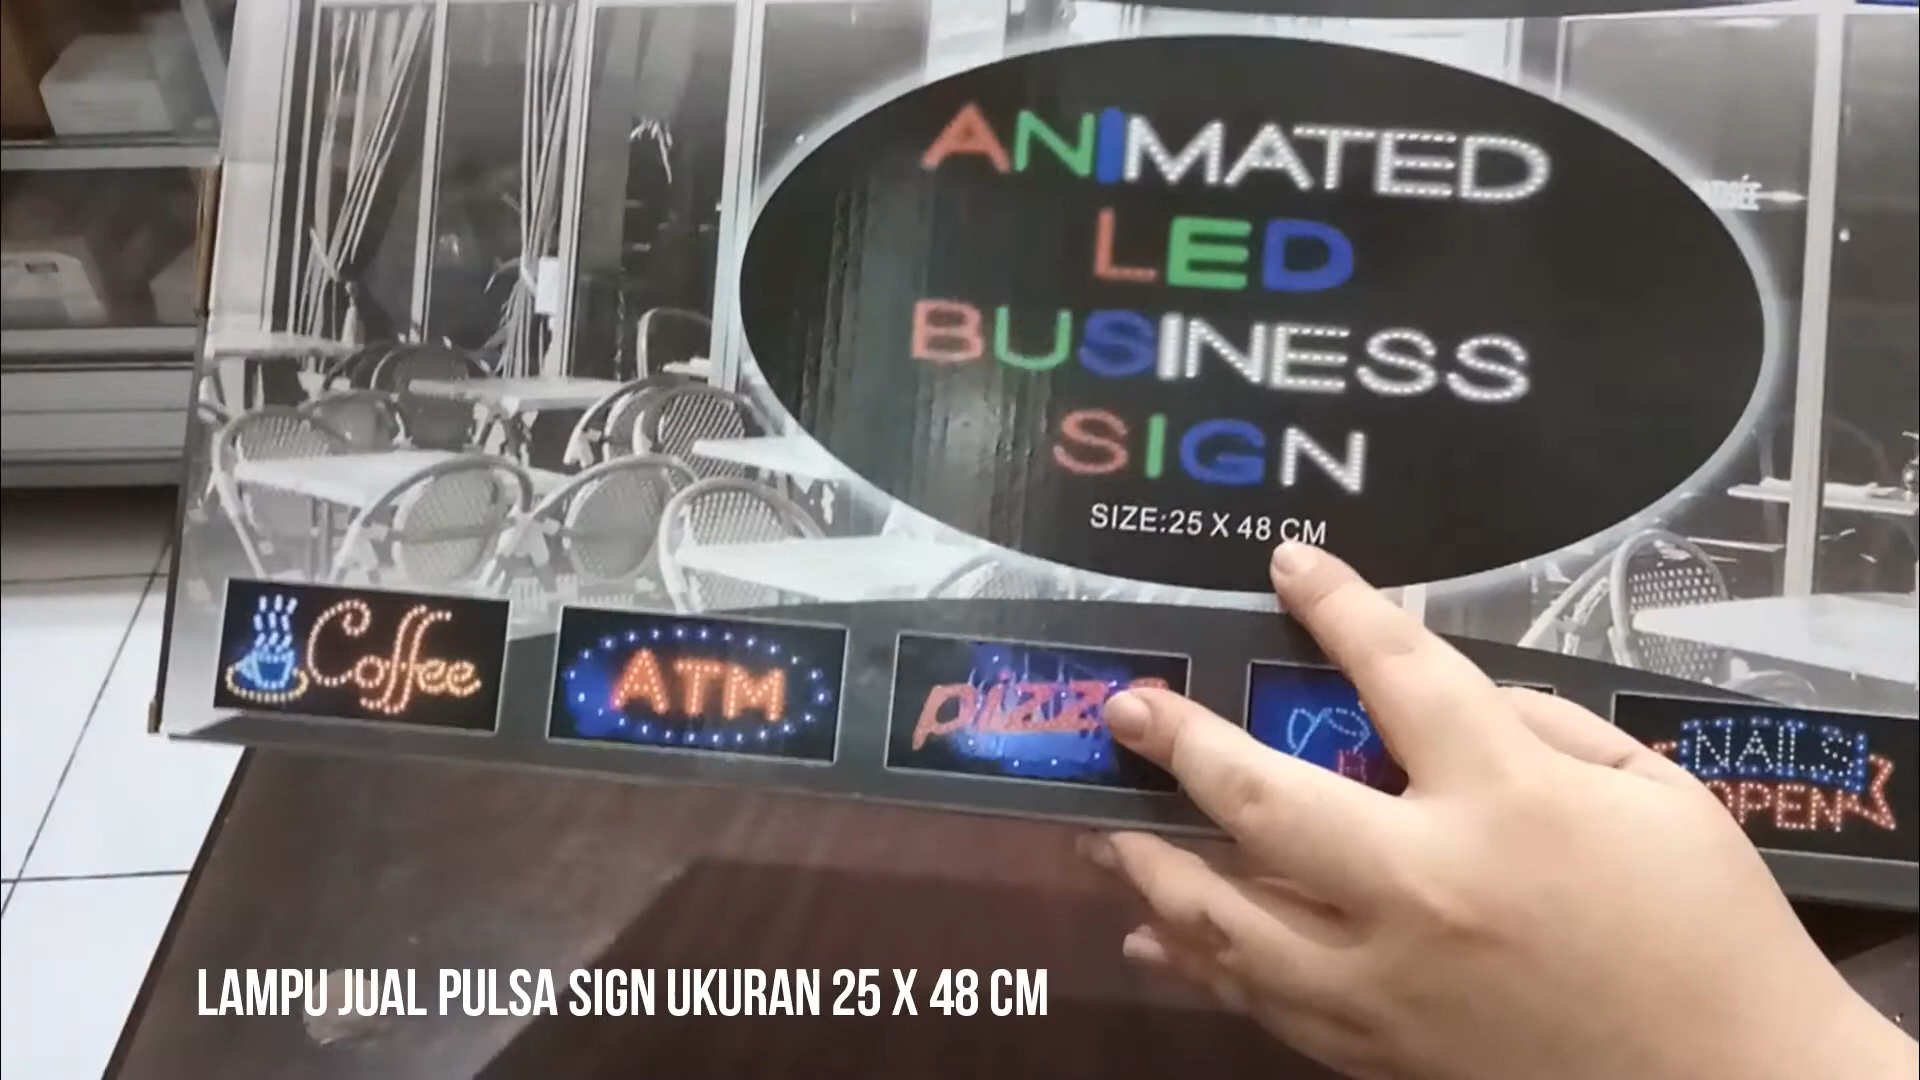 ANIMATED
LED
BUSINESS
SIGN
SIZE:25 X 48 CM
Coffee
ATM
pizza
NAILS
OPEN
LAMPU JUAL PULSA SIGN UKURAN 25 X 48 CM